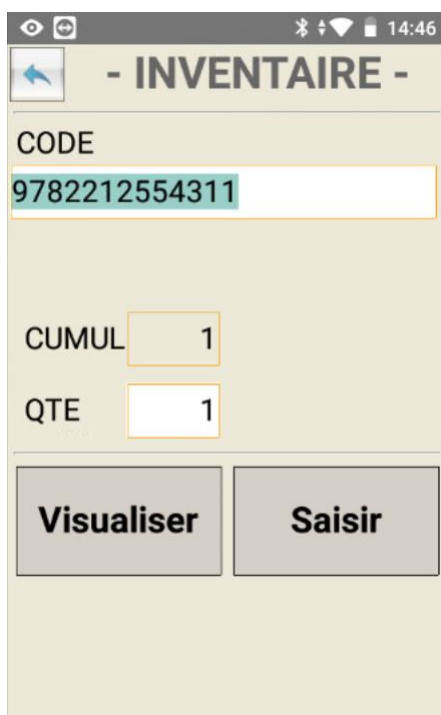 14:46
- INVENTAIRE -
CODE
9782212554311
CUMUL 1
QTE 1
Visualiser Saisir